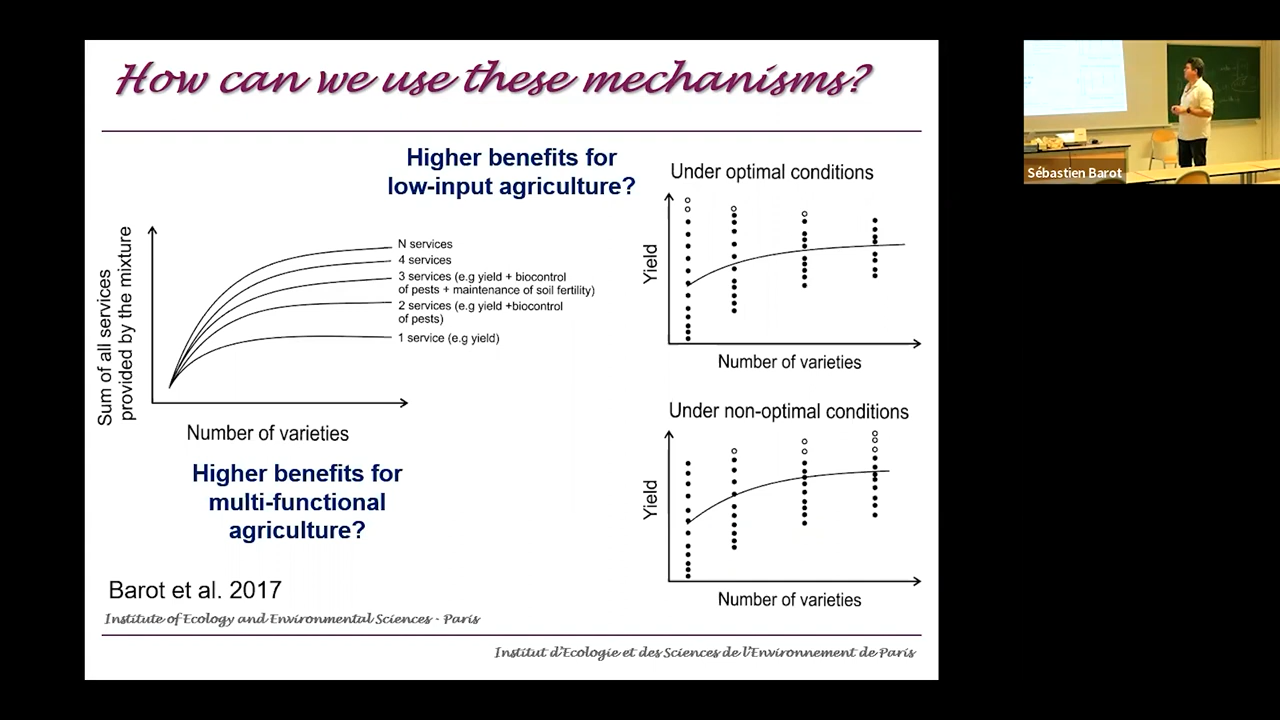 How can we use these mechanisms?
Higher benefits for
low-input agriculture?
Sum of all services
provided by the mixture
N services
4 services
3 services (e.g yield + biocontrol
of pests + maintenance of soil fertility)
2 services (e.g yield +biocontrol
of pests)
1 service (e.g yield)
Number of varieties
Higher benefits for
multi-functional
agriculture?
Under optimal conditions
Yield
Number of varieties
Under non-optimal conditions
Yield
Number of varieties
Barot et al. 2017
Institute of Ecology and Environmental Sciences - Paris
Institut d'Ecologie et des Sciences de l'Environnement de Paris
Sébastien Barot